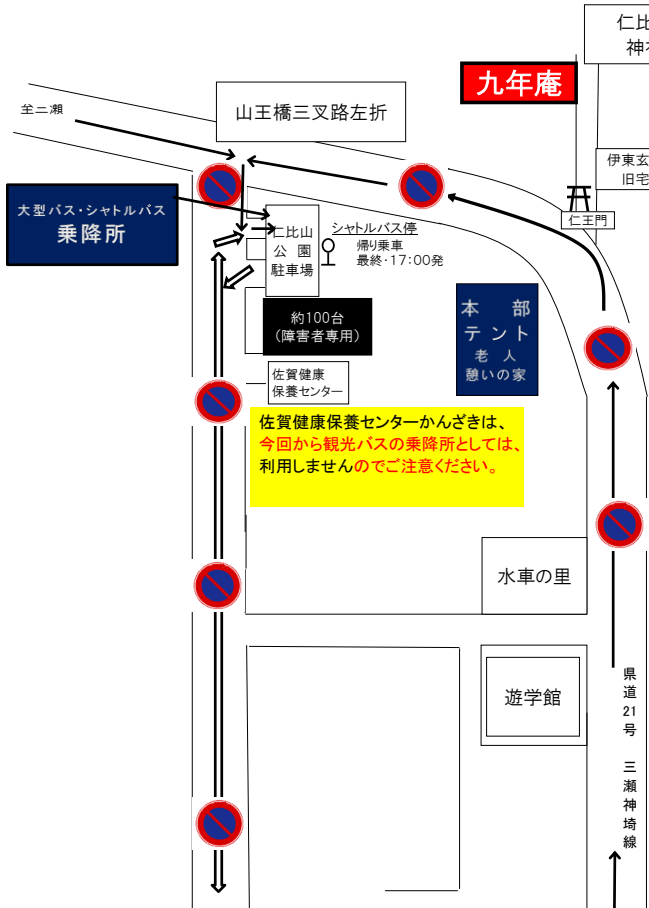 仁比
神社
九年庵
山王橋三叉路左折
至三瀬
伊東玄
旧宅
大型バス・シャトルバス
乗降所
仁王門
仁比山
公園
駐車場
シャトルバス停
帰り乗車
最終・17:00発
約100台
(障害者専用)
本部
テント
老人
憩いの家
佐賀健康
保養センター
佐賀健康保養センターかんざきは、
今回から観光バスの乗降所としては、
利用しませんのでご注意ください。
水車の里
遊学館
県道21号 三瀬神埼線